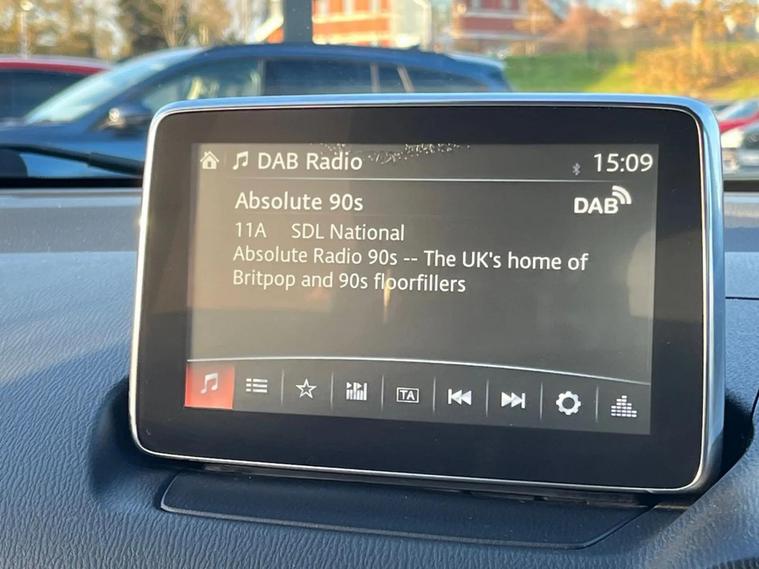 DAB Radio 15:09
Absolute 90s DAB
11A SDL National
Absolute Radio 90s -- The UK's home of
Britpop and 90s floorfillers
TA